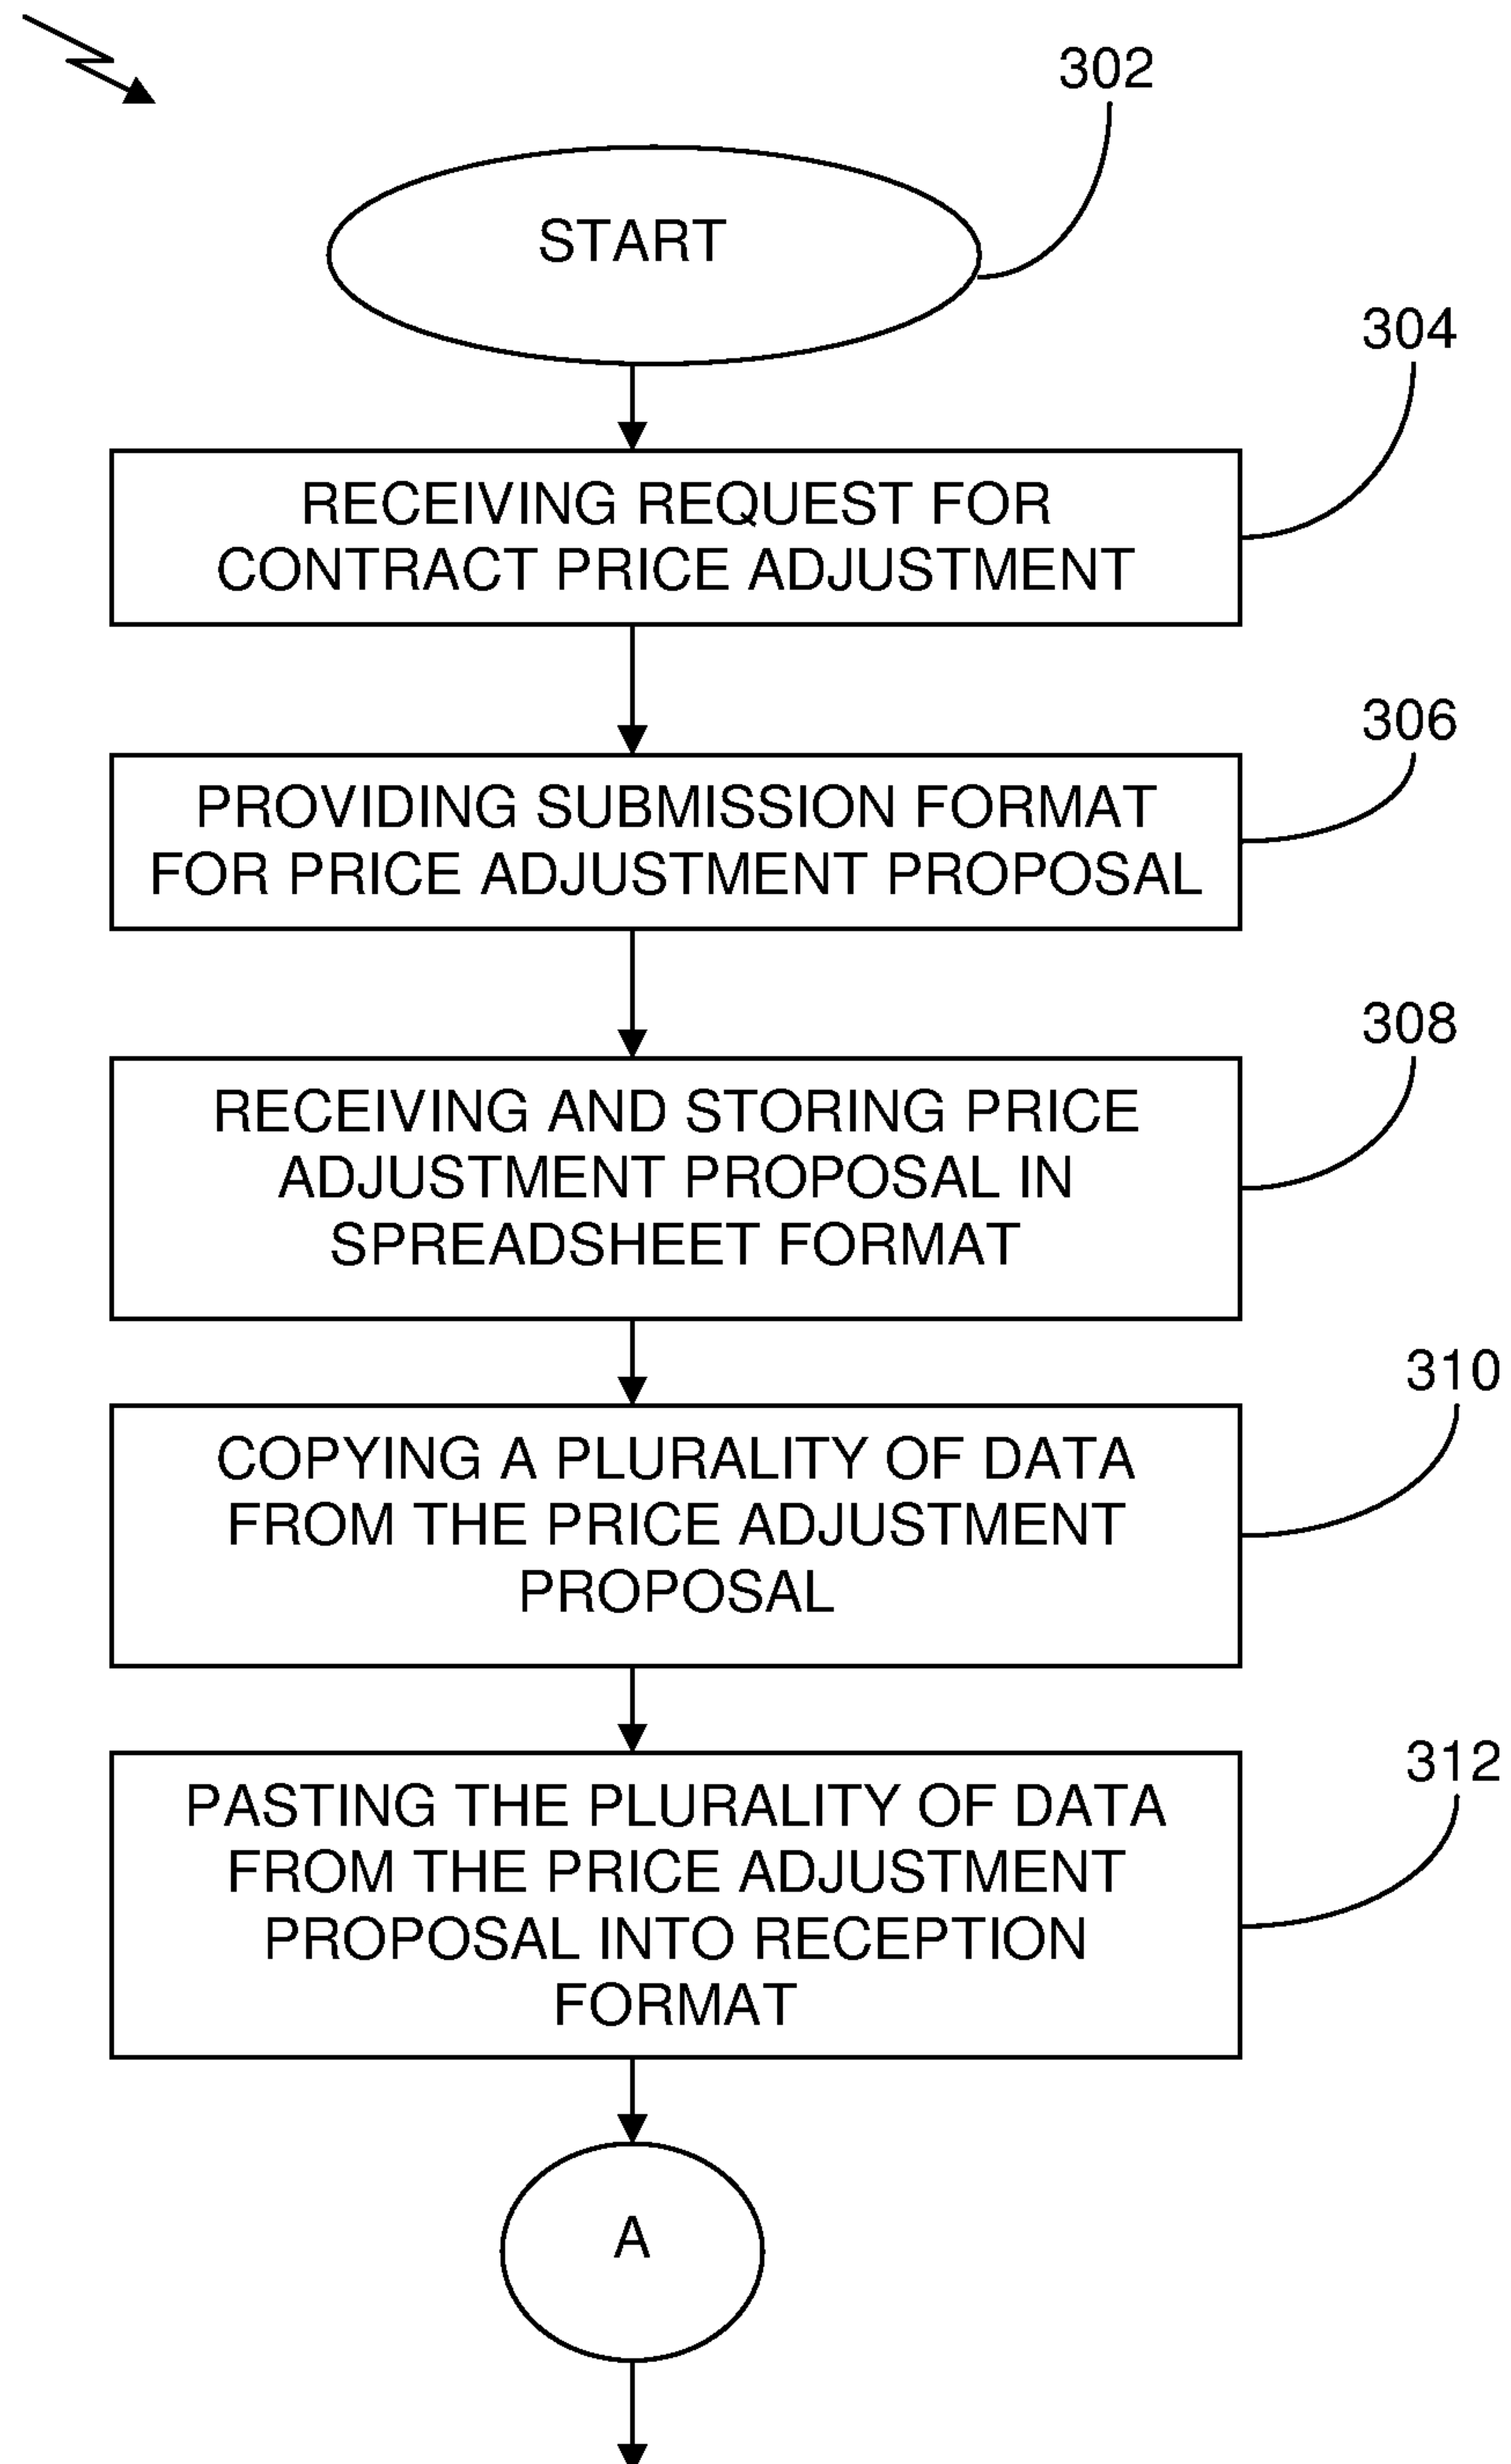 302
START
304
RECEIVING REQUEST FOR
CONTRACT PRICE ADJUSTMENT
306
PROVIDING SUBMISSION FORMAT
FOR PRICE ADJUSTMENT PROPOSAL
308
RECEIVING AND STORING PRICE
ADJUSTMENT PROPOSAL IN
SPREADSHEET FORMAT
310
COPYING A PLURALITY OF DATA
FROM THE PRICE ADJUSTMENT
PROPOSAL
312
PASTING THE PLURALITY OF DATA
FROM THE PRICE ADJUSTMENT
PROPOSAL INTO RECEPTION
FORMAT
A